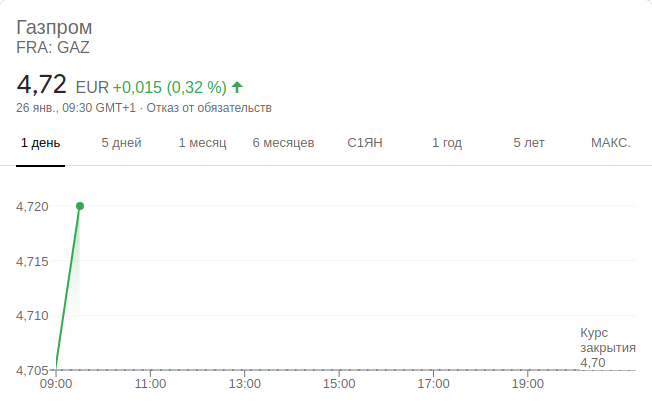 Газпром
FRA: GAZ
4,72 EUR +0,015 (0,32 %)
26 янв., 09:30 GMT+1 · Отказ от обязательств
1 день 5 дней 1 месяц 6 месяцев С1ЯН 1 год 5 лет МАКС.
4,720
4,715
4,710
4,705
Курс
закрытия
4,70
09:00 11:00 13:00 15:00 17:00 19:00